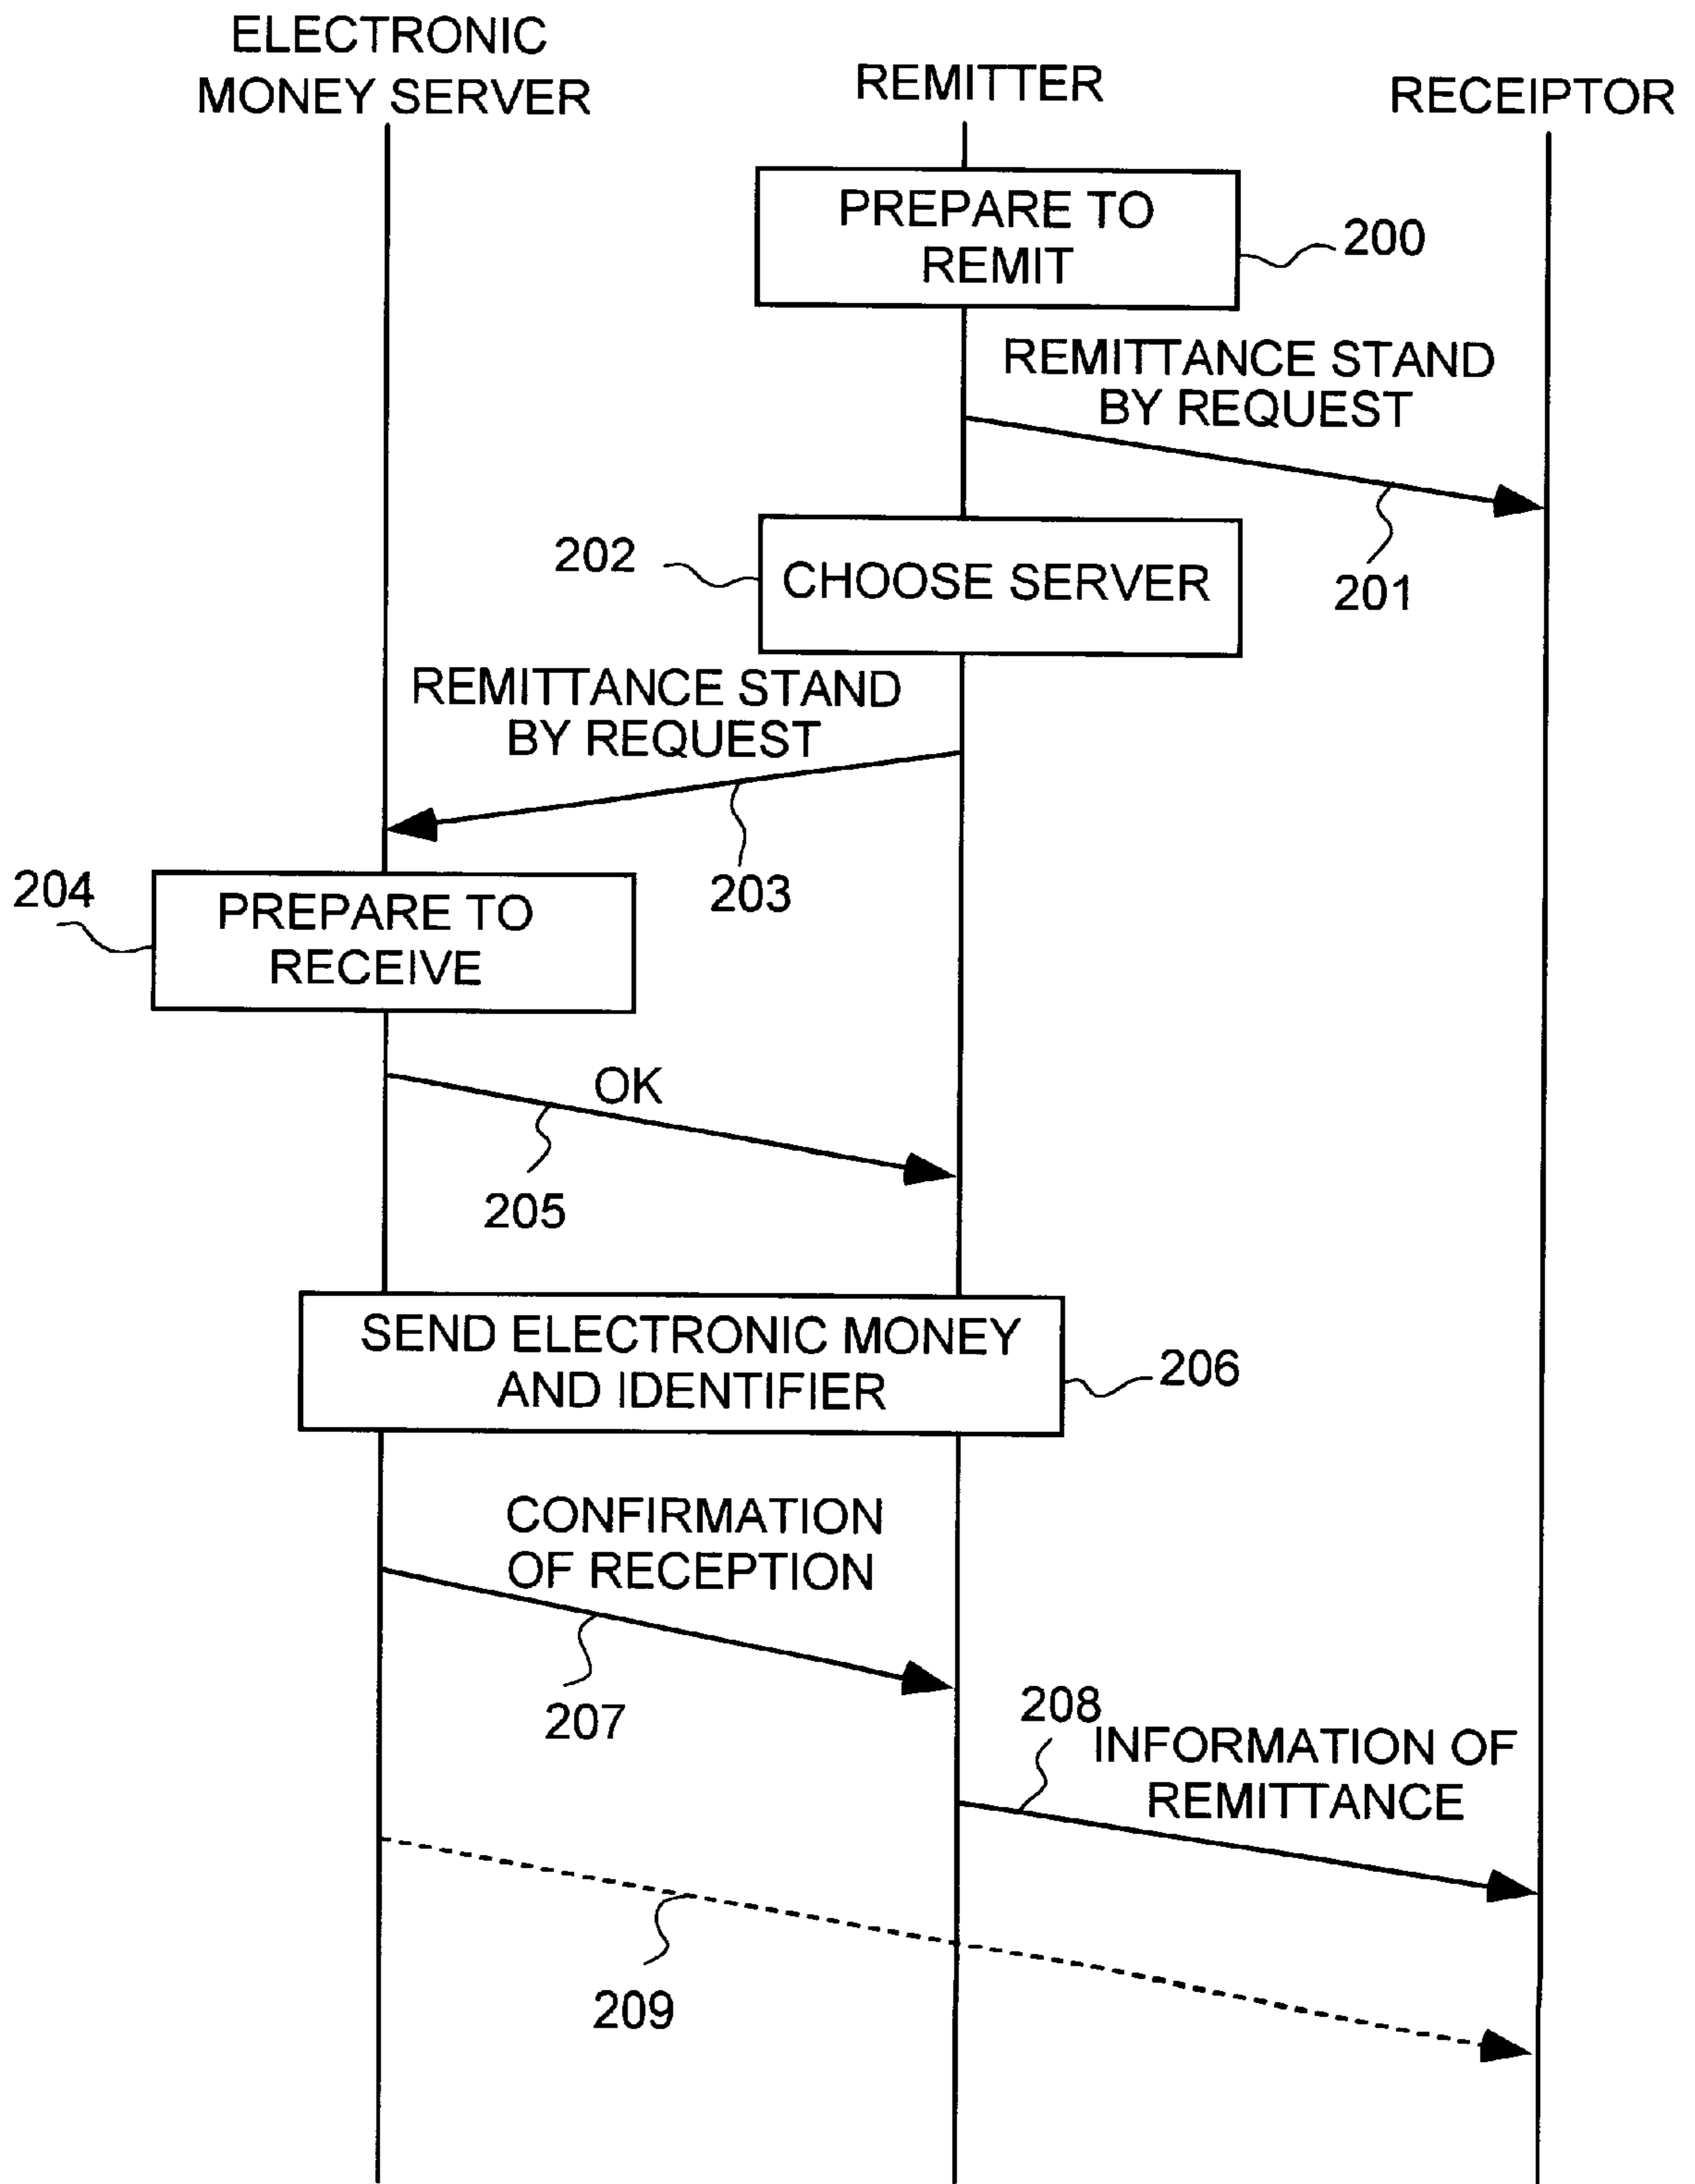 ELECTRONIC
MONEY SERVER
REMITTER
RECEIPTOR
PREPARE TO
REMIT
200
REMITTANCE STAND
BY REQUEST
201
202
CHOOSE SERVER
REMITTANCE STAND
BY REQUEST
203
204
PREPARE TO
RECEIVE
OK
205
SEND ELECTRONIC MONEY
AND IDENTIFIER
206
CONFIRMATION
OF RECEPTION
207
208
INFORMATION OF
REMITTANCE
209